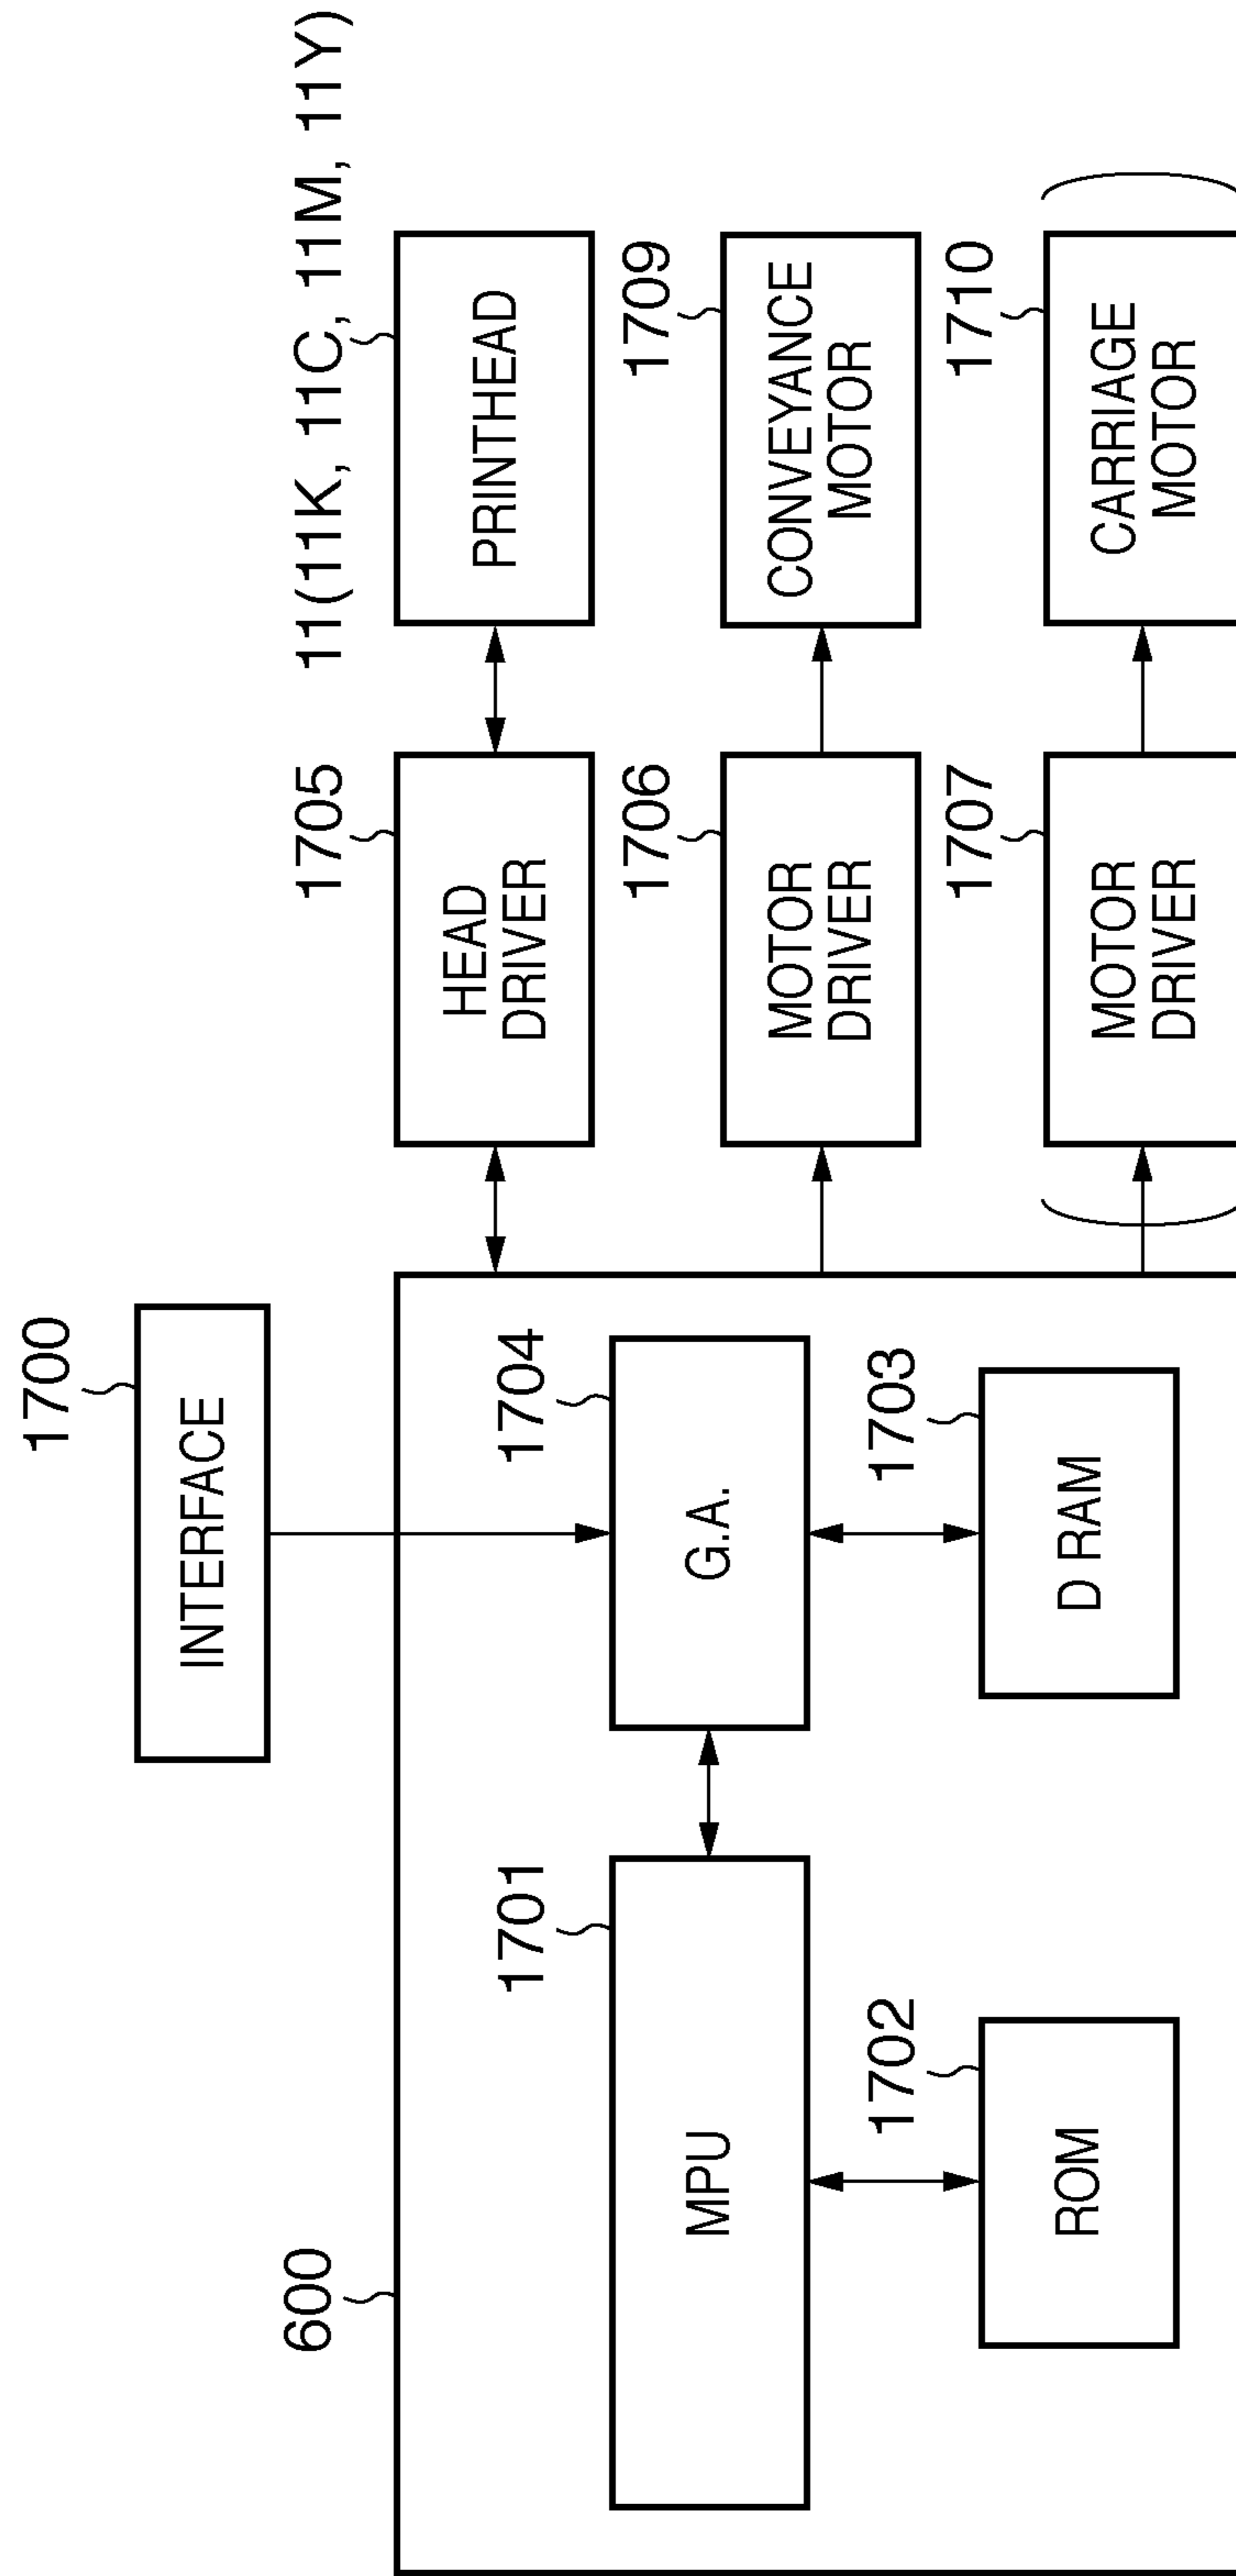 1700
INTERFACE
600
1701
MPU
1702
ROM
1704
G.A.
1703
D RAM
1705
HEAD
DRIVER
11(11K, 11C, 11M, 11Y)
PRINTHEAD
1706
MOTOR
DRIVER
1709
CONVEYANCE
MOTOR
1707
MOTOR
DRIVER
1710
CARRIAGE
MOTOR